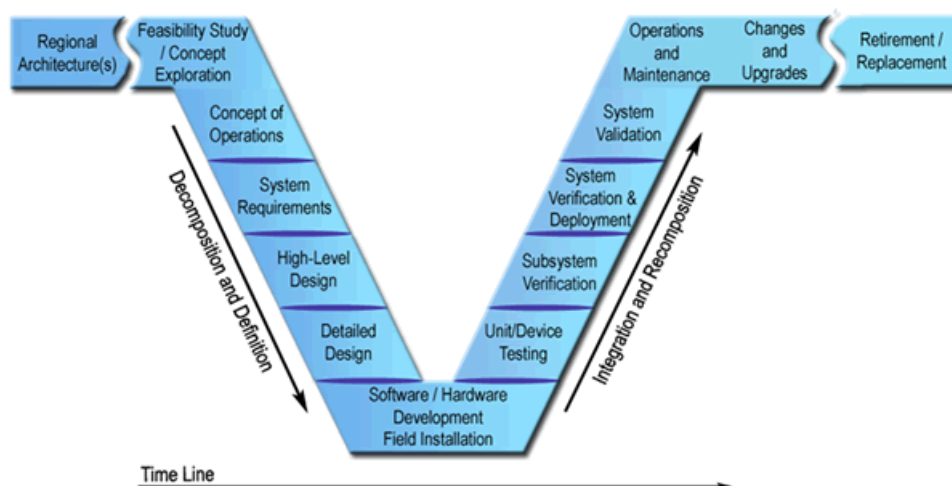 Regional
Architecture(s)
Feasibility Study
/ Concept
Exploration
Concept of
Operations
System
Requirements
High-Level
Design
Detailed
Design
Software / Hardware
Development
Field Installation
Unit/Device
Testing
Subsystem
Verification
System
Verification &
Deployment
System
Validation
Operations
and
Maintenance
Changes
and
Upgrades
Retirement /
Replacement
Decomposition and Definition
Integration and Recomposition
Time Line